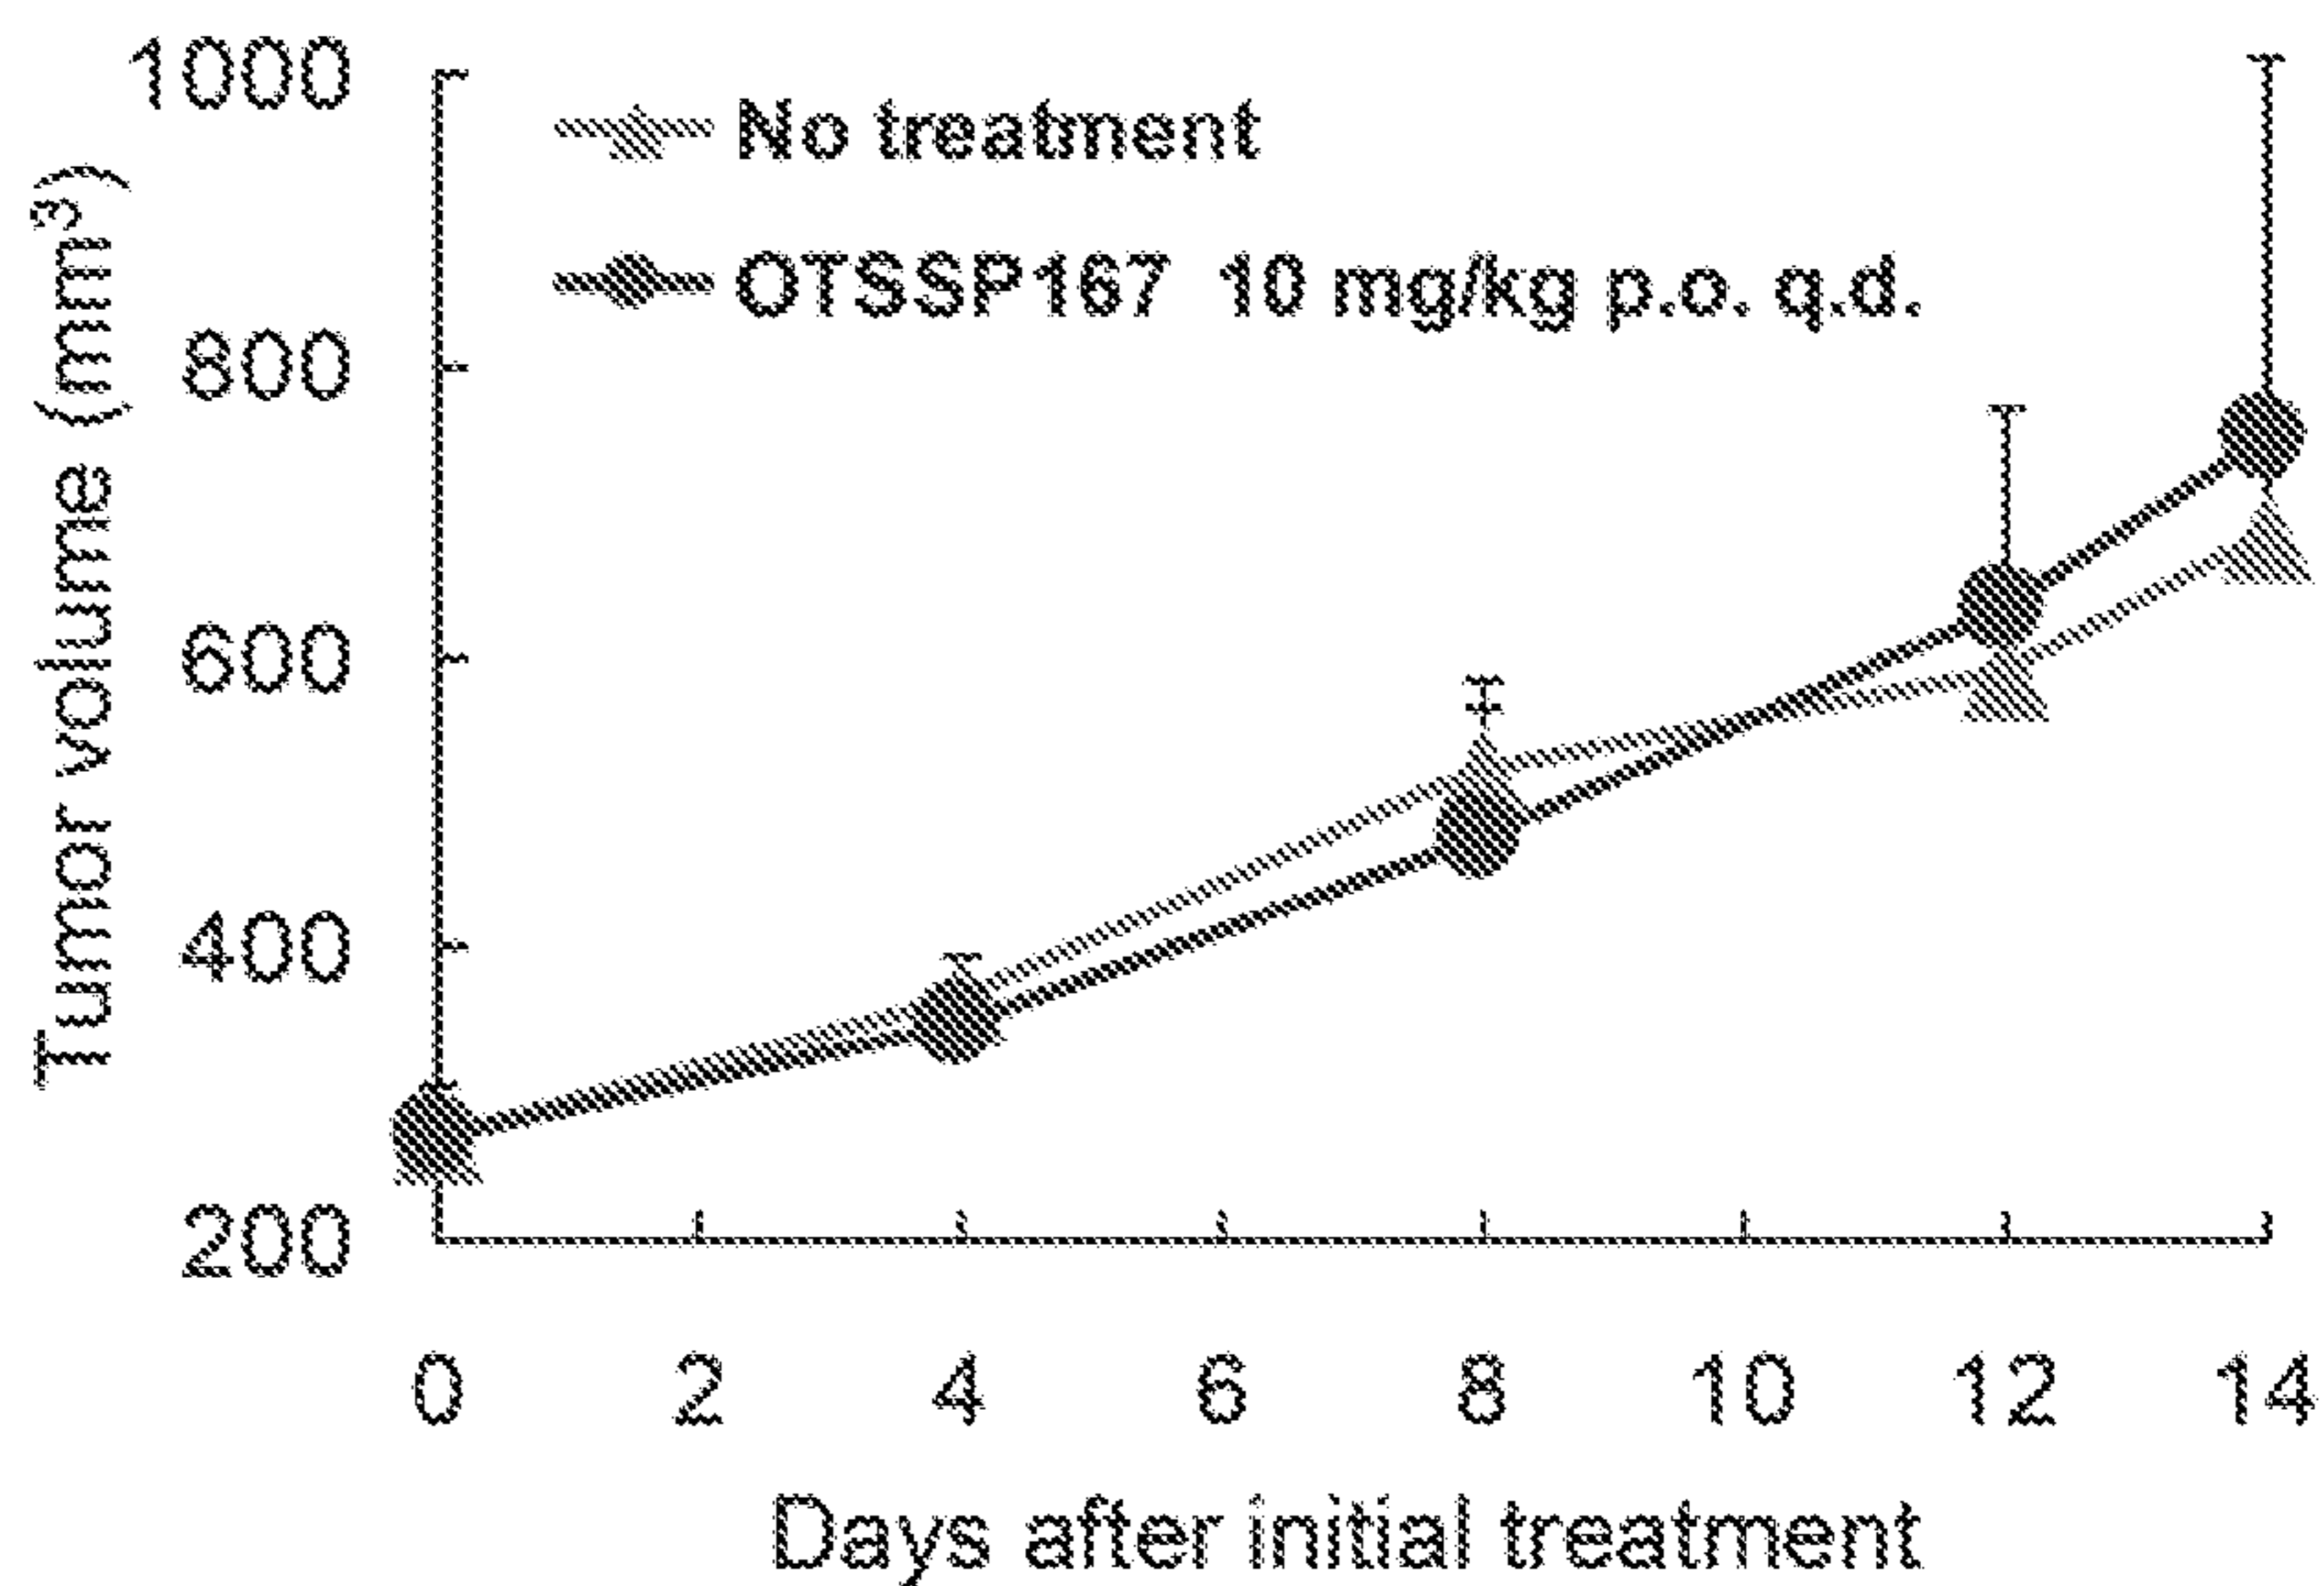 Tumor volume (mm³)
1000
800
600
400
200
No treatment
OTSSP167 10 mg/kg p.o. q.d.
0 2 4 6 8 10 12 14
Days after initial treatment